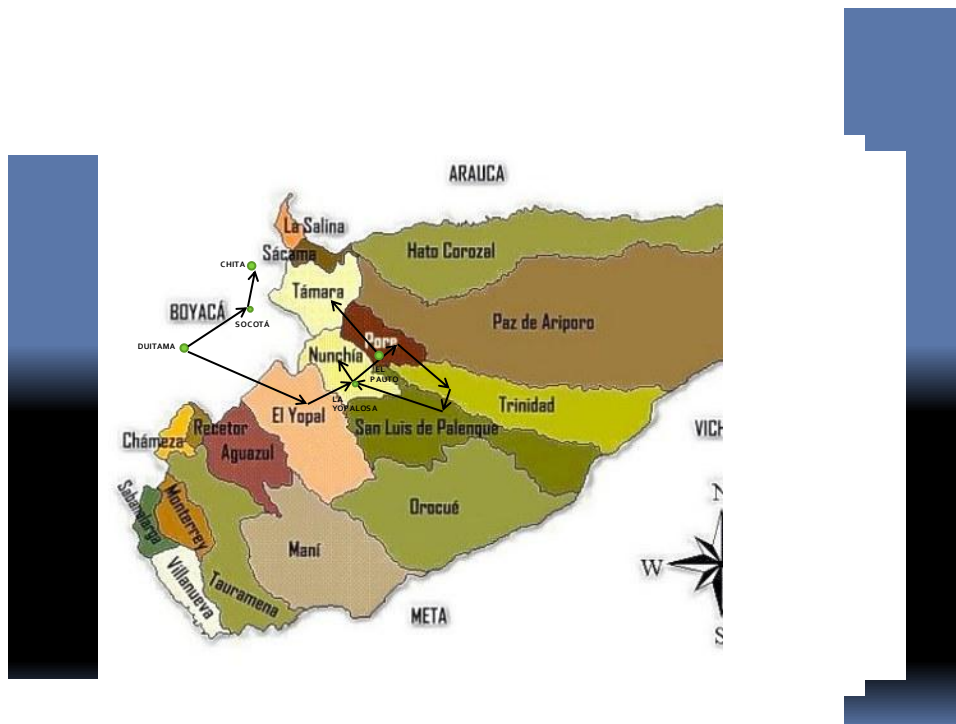 ARAUCA
La Salina
Hato Corozal
Sácama
CHITA
Támara
BOYACÁ
SOCOTÁ
Paz de Ariporo
DUITAMA
Pore
Nunchía
EL
PAUTO
LA
YOPALOSA
Trinidad
El Yopal
San Luis de Palenque
Recetor
Chámeza
Aguazul
VICH
Sabanalarga
Monterrey
Orocué
N
Maní
W
Villanueva
Tauramena
META
S